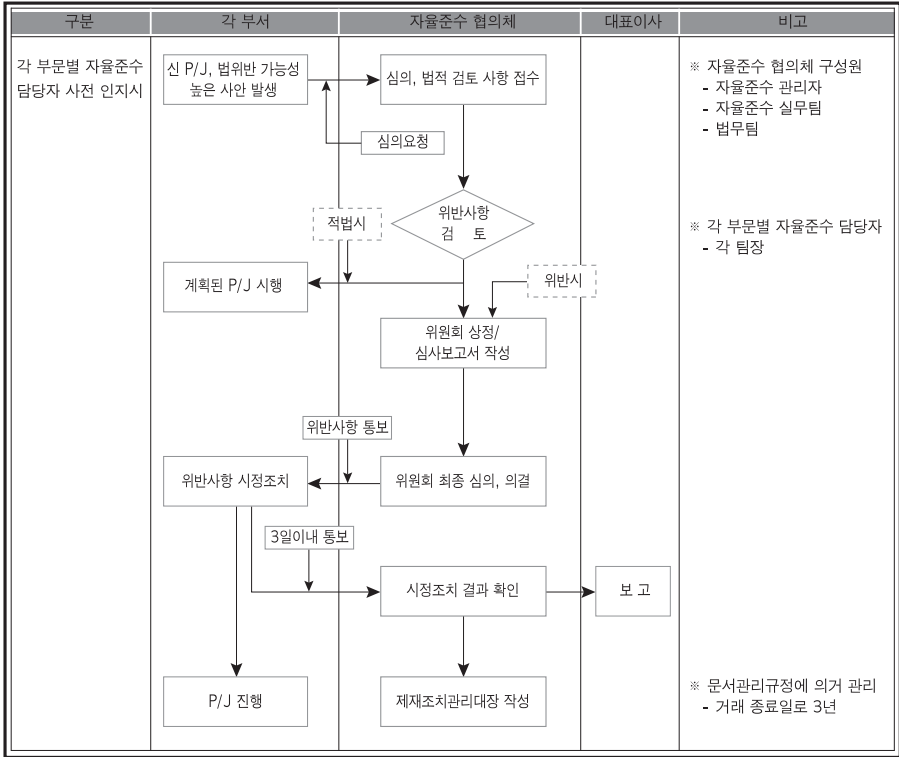 구분
각 부서
자율준수 협의체
대표이사
비고
각 부문별 자율준수
담당자 사전 인지시
신 P/J, 법위반 가능성
높은 사안 발생
심의, 법적 검토 사항 접수
※ 자율준수 협의체 구성원
- 자율준수 관리자
- 자율준수 실무팀
- 법무팀
심의요청
적법시
위반사항
검 토
※ 각 부문별 자율준수 담당자
- 각 팀장
계획된 P/J 시행
위반시
위원회 상정/
심사보고서 작성
위반사항 통보
위반사항 시정조치
위원회 최종 심의, 의결
3일이내 통보
시정조치 결과 확인
보 고
P/J 진행
제재조치관리대장 작성
※ 문서관리규정에 의거 관리
- 거래 종료일로 3년